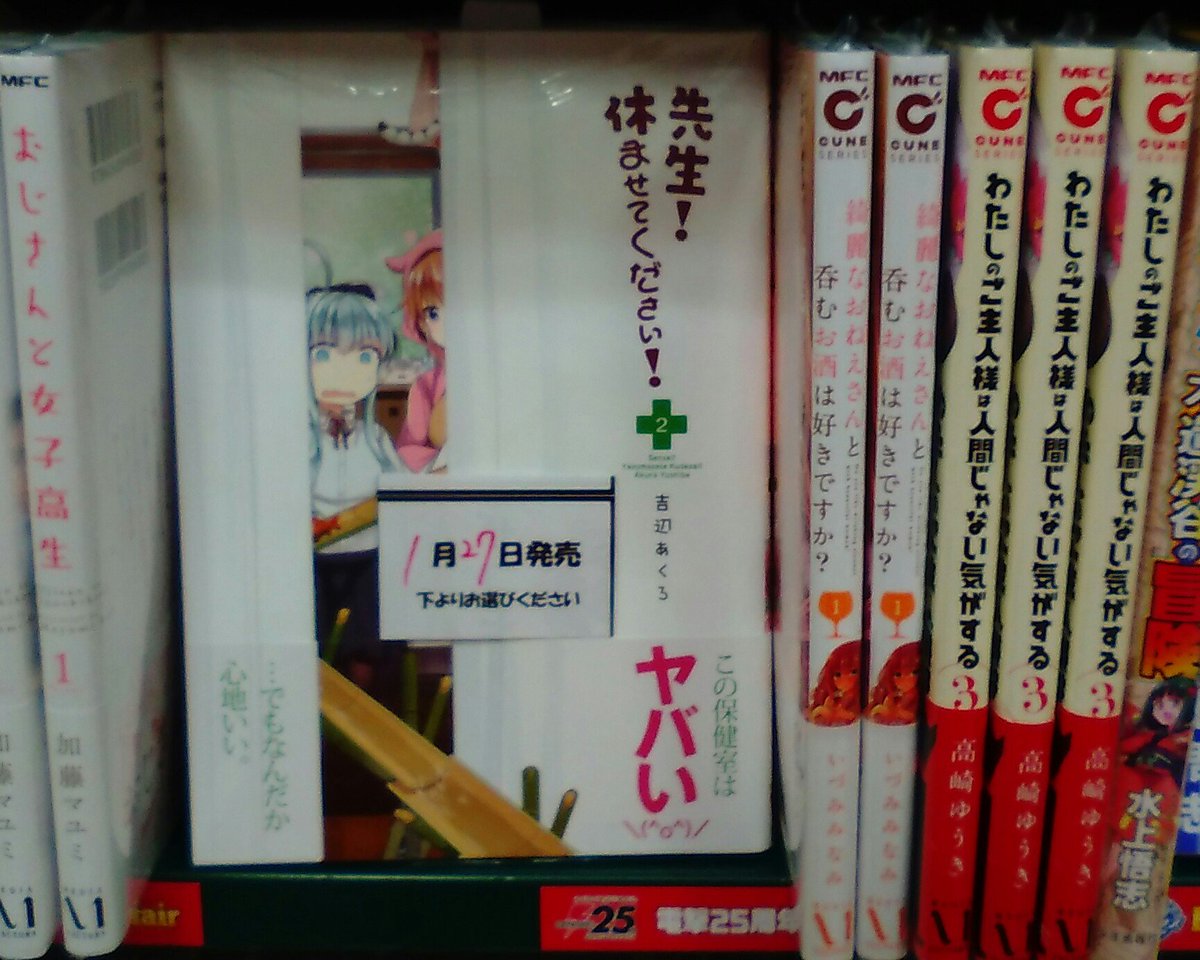 MFC
おじさんと女子高生
1
加藤マユミ
先生!
休ませてください!
2
吉辺あくろ
1月27日発売
下よりお選びください
この保健室は
ヤバい
\(^o^)/
…でもなんだか
心地いい。
MFC
CUNE
SERIES
綺麗なおねえさんと
呑むお酒は好きですか?
1
いづみみなみ
MFC
CUNE
SERIES
綺麗なおねえさんと
呑むお酒は好きですか?
1
いづみみなみ
MFC
CUNE
SERIES
わたしのご主人様は人間じゃない気がする
3
高崎ゆうき
MFC
CUNE
SERIES
わたしのご主人様は人間じゃない気がする
3
高崎ゆうき
MFC
CUNE
SERIES
わたしのご主人様は人間じゃない気がする
3
高崎ゆうき
の冒険
水上悟志
fair
25
電撃25周年